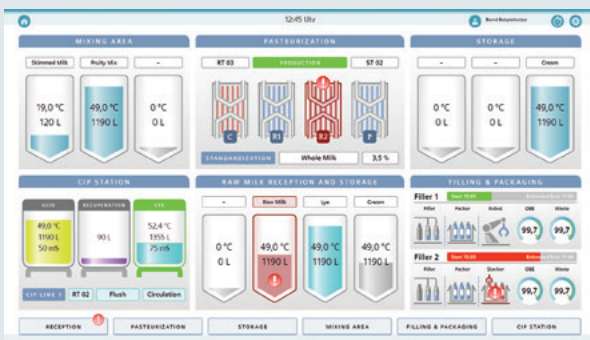 12:45 Uhr
MIXING AREA
PASTEURIZATION
STORAGE
Skimmed Milk
Fruity Mix
–
RT 03
PRODUCTION
ST 02
–
–
Cream
19,0 °C
120 L
49,0 °C
1190 L
0 °C
0 L
C
R1
R2
P
0 °C
0 L
0 °C
0 L
49,0 °C
1190 L
STANDARDIZATION
Whole Milk
3,5 %
CIP STATION
RAW MILK RECEPTION AND STORAGE
FILLING & PACKAGING
ACID
RECUPERATION
LYE
49,0 °C
1190 L
50 mS
90 L
52,4 °C
1355 L
75 mS
CIP LINE 1
RT 02
Flush
Circulation
–
Raw Milk
Lye
Cream
0 °C
0 L
49,0 °C
1190 L
49,0 °C
1190 L
49,0 °C
1190 L
Filler 1
Start 10.00
Filler
Packer
Robot
OEE
Waste
99,7
99,7
Filler 2
Start 10.00
Filler
Packer
Stacker
OEE
Waste
99,7
99,7
RECEPTION
PASTEURIZATION
STORAGE
MIXING AREA
FILLING & PACKAGING
CIP STATION